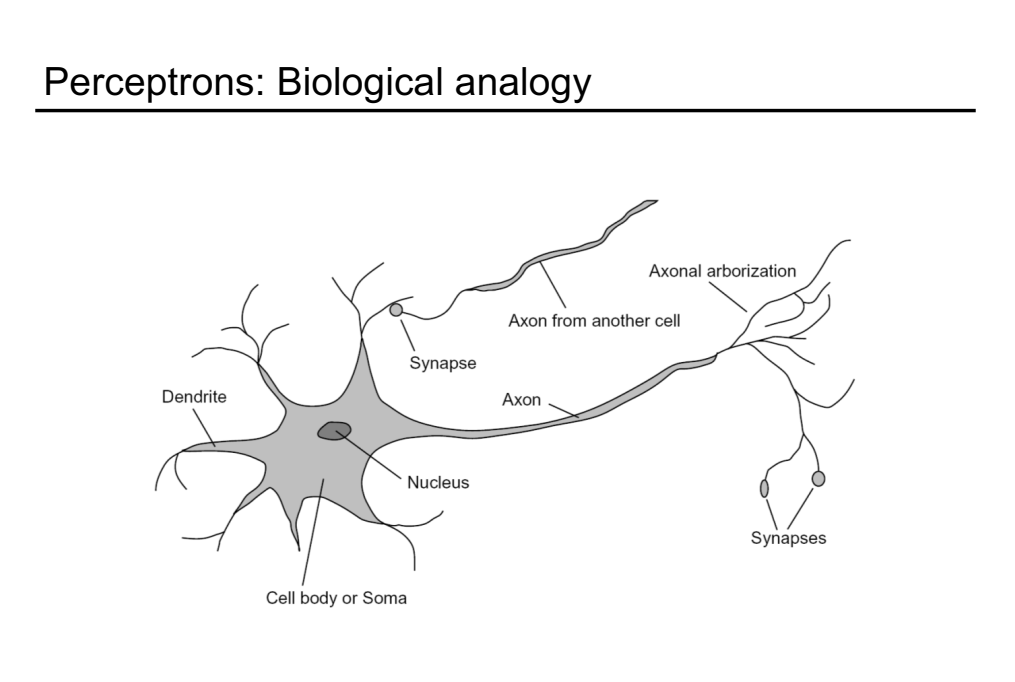 Perceptrons: Biological analogy
Axonal arborization
Axon from another cell
Synapse
Dendrite
Axon
Nucleus
Synapses
Cell body or Soma